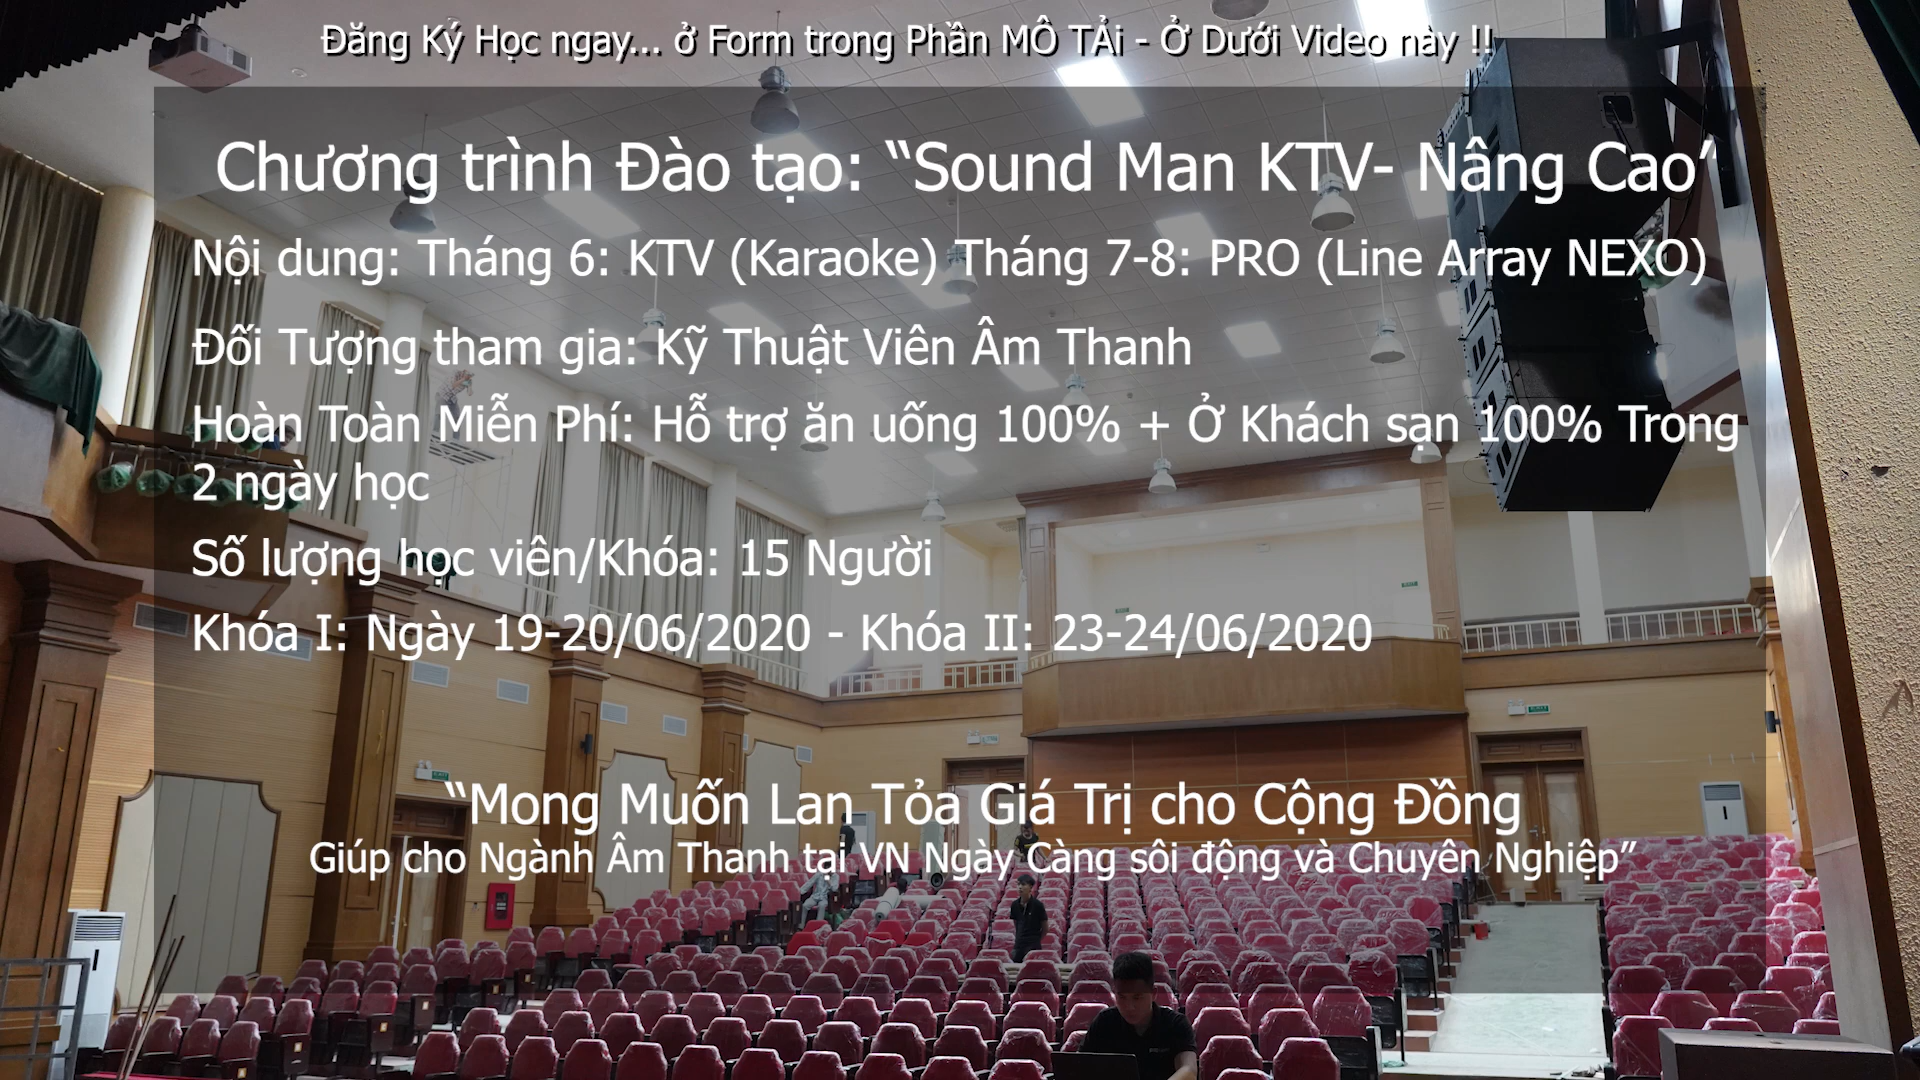 Đăng Ký Học ngay... ở Form trong Phần MÔ TẢi - Ở Dưới Video này !!
Chương trình Đào tạo: “Sound Man KTV- Nâng Cao”
Nội dung: Tháng 6: KTV (Karaoke) Tháng 7-8: PRO (Line Array NEXO)
Đối Tượng tham gia: Kỹ Thuật Viên Âm Thanh
Hoàn Toàn Miễn Phí: Hỗ trợ ăn uống 100% + Ở Khách sạn 100% Trong
2 ngày học
Số lượng học viên/Khóa: 15 Người
Khóa I: Ngày 19-20/06/2020 - Khóa II: 23-24/06/2020
“Mong Muốn Lan Tỏa Giá Trị cho Cộng Đồng
Giúp cho Ngành Âm Thanh tại VN Ngày Càng sôi động và Chuyên Nghiệp”